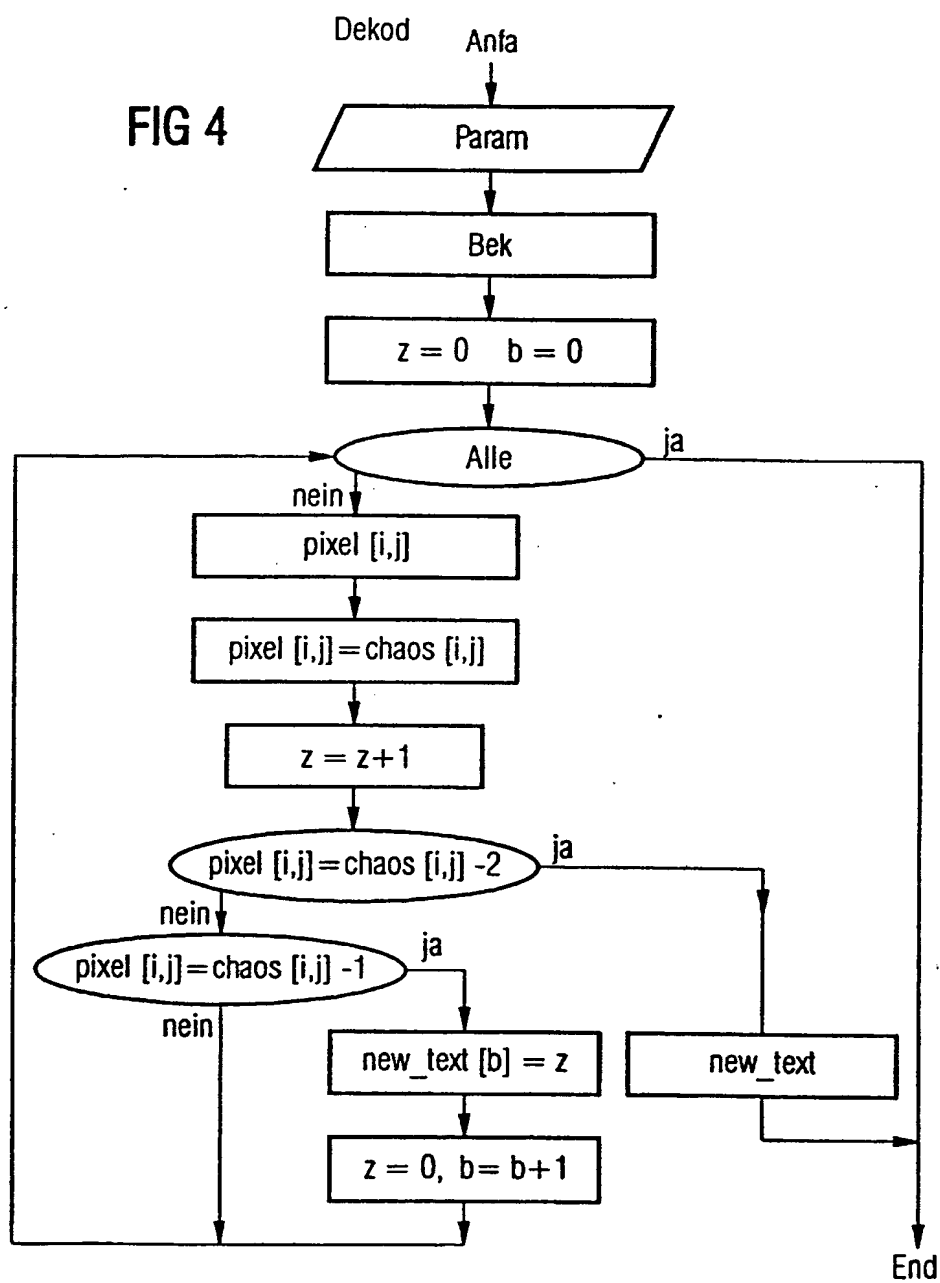 Dekod
Anfa
FIG 4
Param
Bek
z = 0 b = 0
Alle
ja
nein
pixel [i,j]
pixel [i,j]=chaos [i,j]
z = z+1
pixel [i,j]=chaos [i,j] -2
ja
nein
pixel [i,j]=chaos [i,j] -1
ja
nein
new_text [b] = z
new_text
z = 0, b= b+1
End